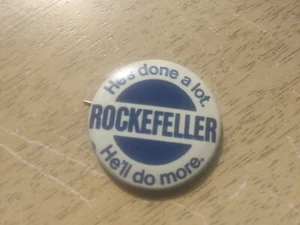 He's done a lot.
ROCKEFELLER
He'll do more.